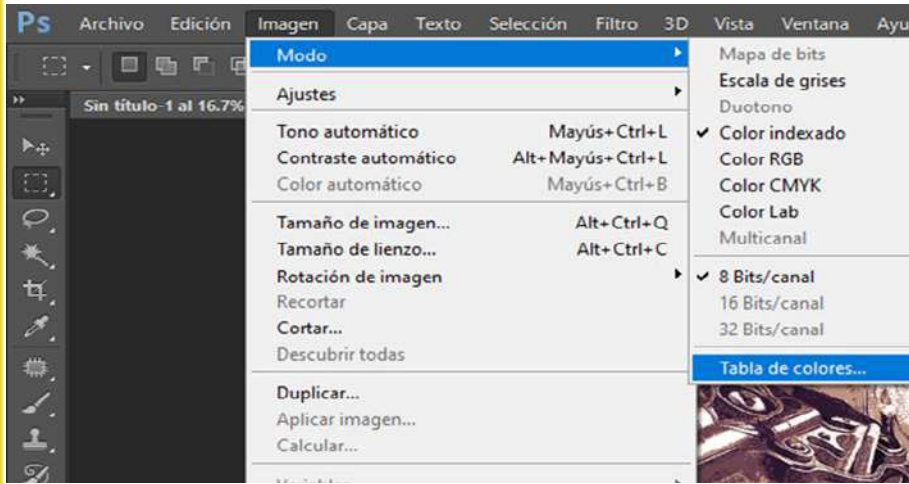 Ps Archivo Edición Imagen Capa Texto Selección Filtro 3D Vista Ventana Ayu
Sin título-1 al 16.7%
Modo
Ajustes
Tono automático Mayús+Ctrl+L
Contraste automático Alt+Mayús+Ctrl+L
Color automático Mayús+Ctrl+B
Tamaño de imagen... Alt+Ctrl+Q
Tamaño de lienzo... Alt+Ctrl+C
Rotación de imagen
Recortar
Cortar...
Descubrir todas
Duplicar...
Aplicar imagen...
Calcular...
Mapa de bits
Escala de grises
Duotono
Color indexado
Color RGB
Color CMYK
Color Lab
Multicanal
8 Bits/canal
16 Bits/canal
32 Bits/canal
Tabla de colores...